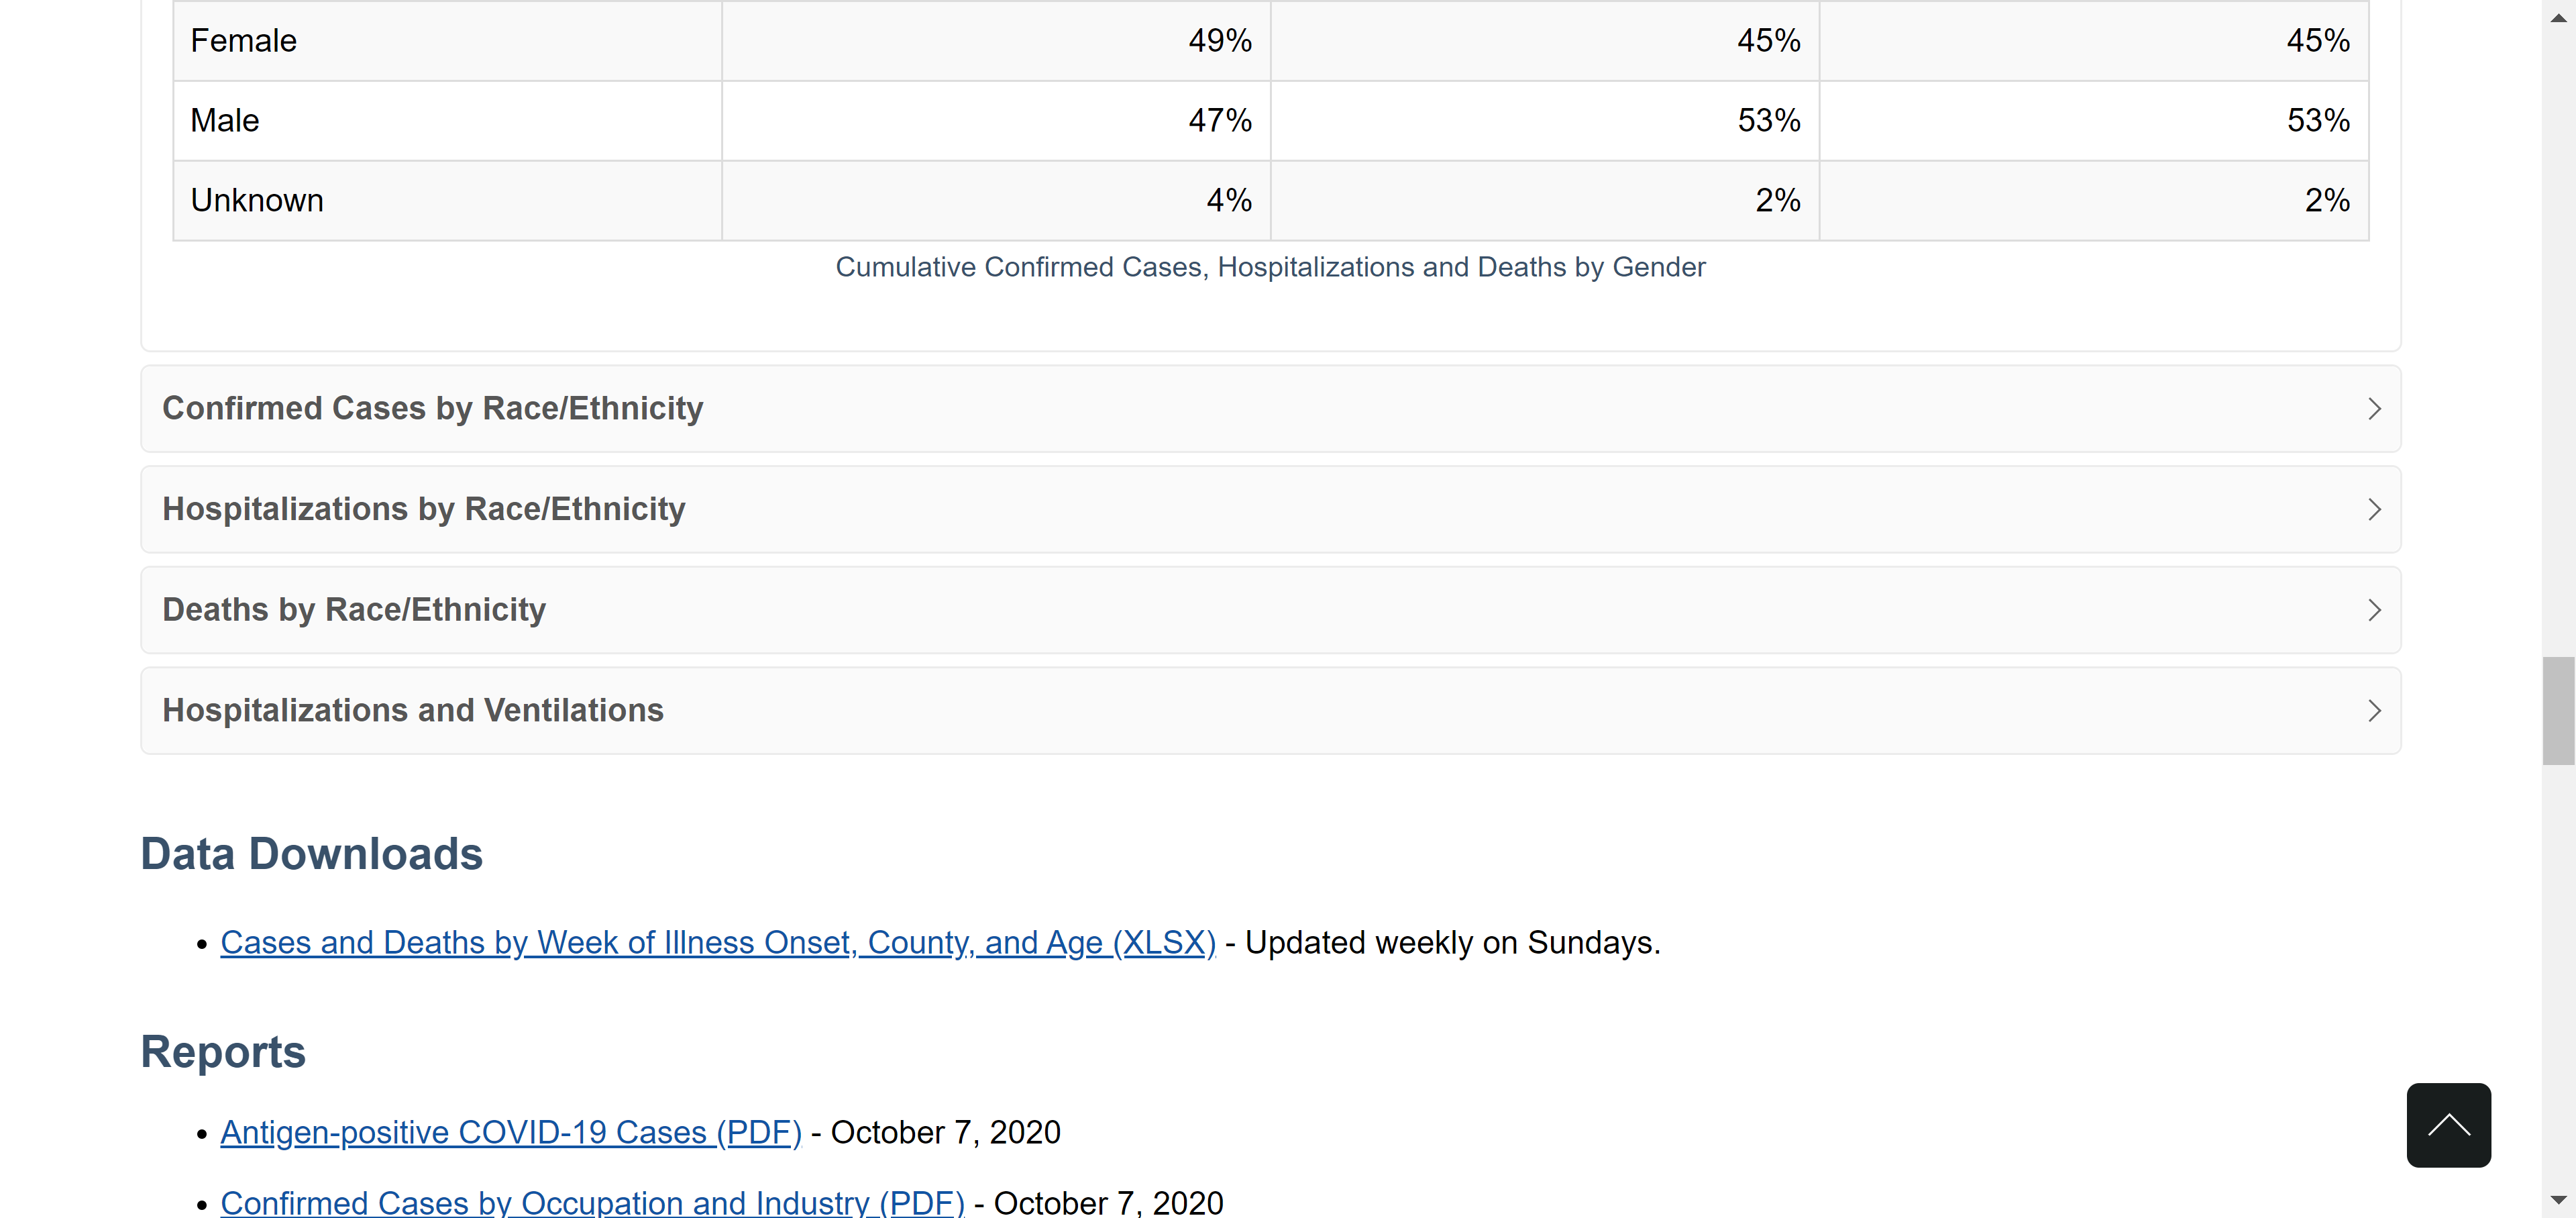 Female 49% 45% 45%
Male 47% 53% 53%
Unknown 4% 2% 2%
Cumulative Confirmed Cases, Hospitalizations and Deaths by Gender
Confirmed Cases by Race/Ethnicity
Hospitalizations by Race/Ethnicity
Deaths by Race/Ethnicity
Hospitalizations and Ventilations
Data Downloads
• Cases and Deaths by Week of Illness Onset, County, and Age (XLSX) - Updated weekly on Sundays.
Reports
• Antigen-positive COVID-19 Cases (PDF) - October 7, 2020
• Confirmed Cases by Occupation and Industry (PDF) - October 7, 2020